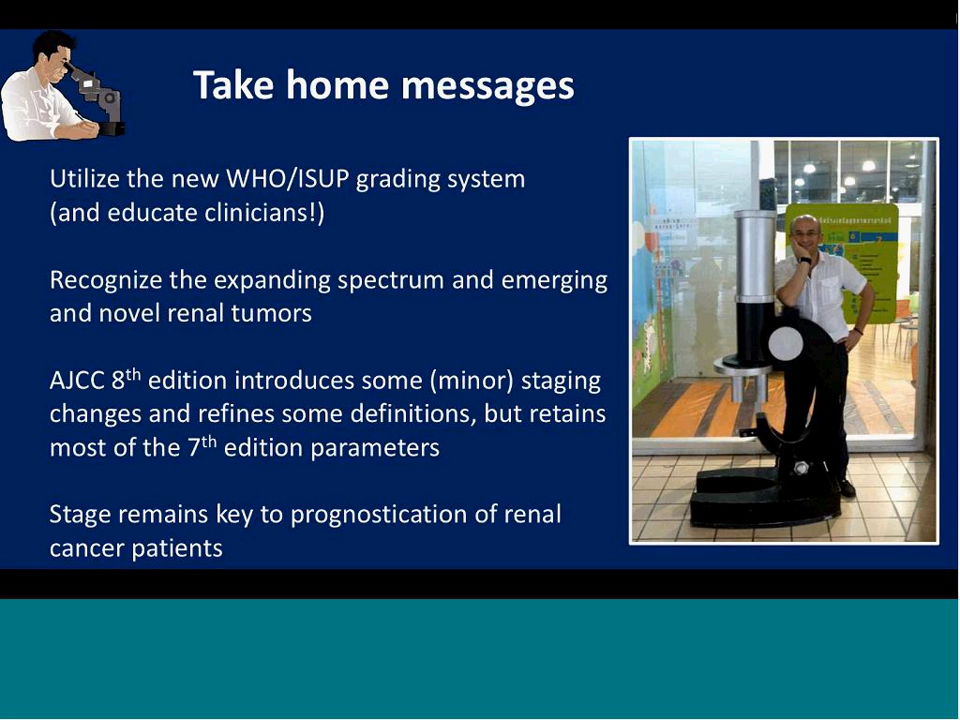 Take home messages
Utilize the new WHO/ISUP grading system
(and educate clinicians!)
Recognize the expanding spectrum and emerging
and novel renal tumors
AJCC 8th edition introduces some (minor) staging
changes and refines some definitions, but retains
most of the 7th edition parameters
Stage remains key to prognostication of renal
cancer patients